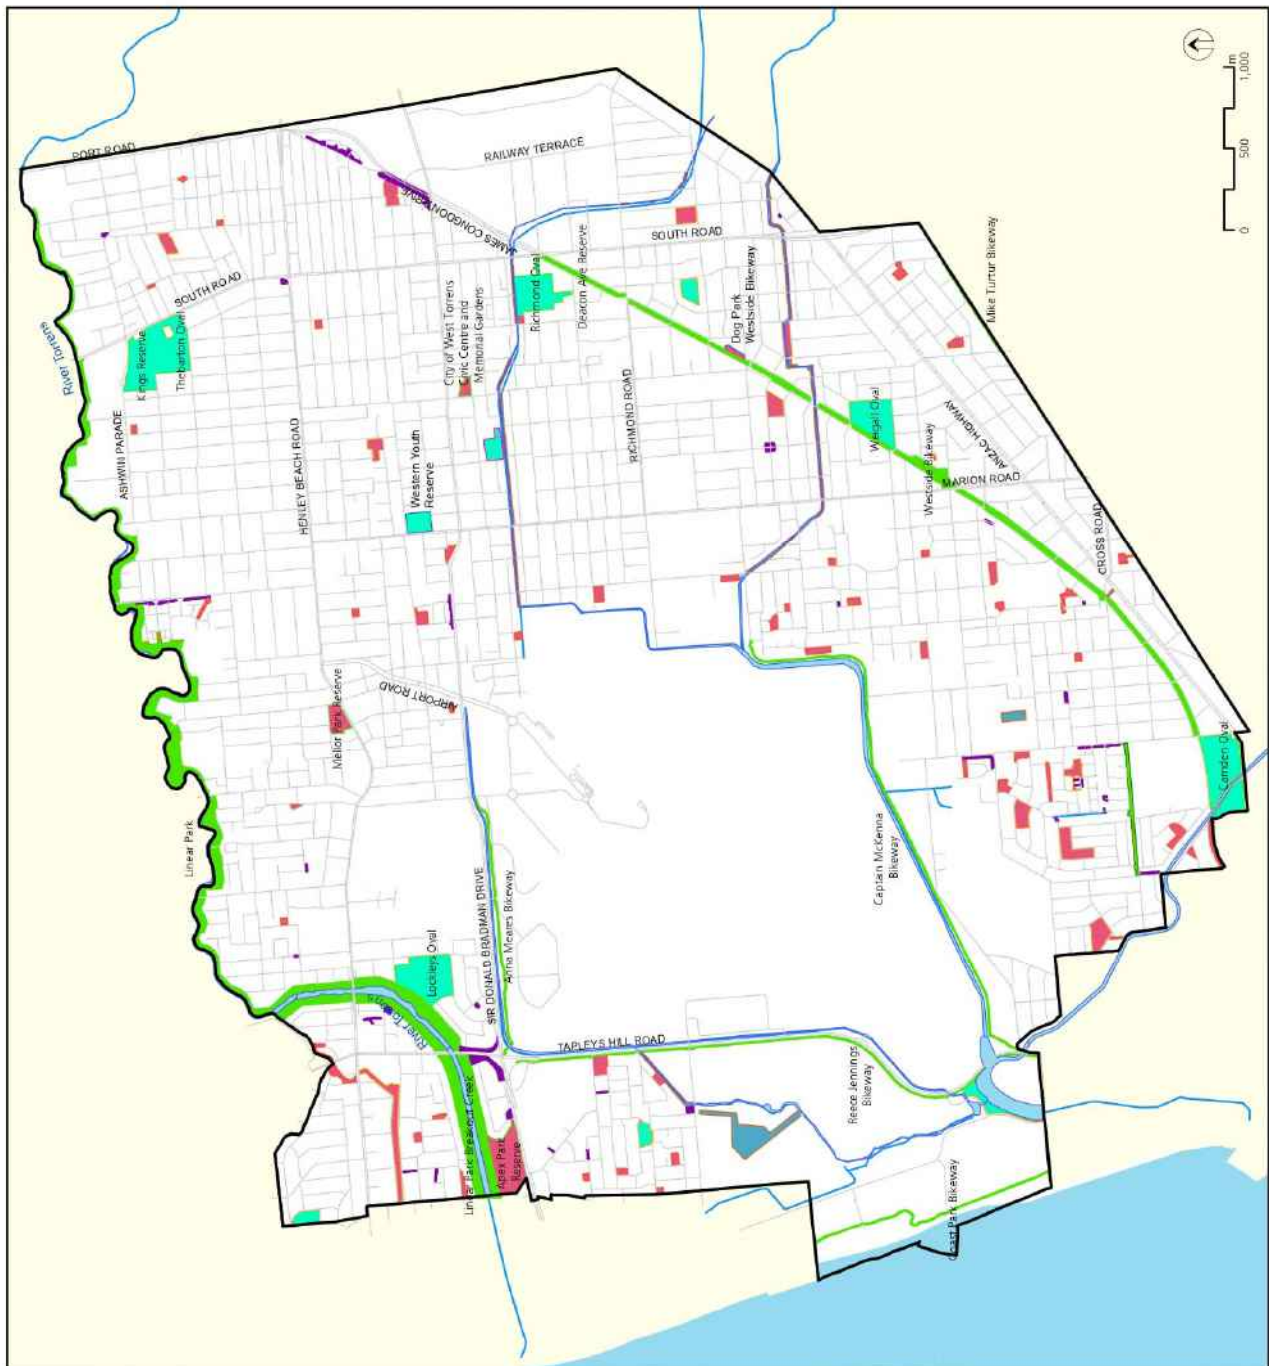 1,000
m
500
0
PORT ROAD
RAILWAY TERRACE
JAMES CONGDON DRIVE
SOUTH ROAD
SOUTH ROAD
River Torrens
Kings Reserve
Thebarton Oval
Richmond Oval
Deacon Ave Reserve
Dog Park
Westside Bikeway
Mike Turtur Bikeway
City of West Torrens
Civic Centre and
Memorial Gardens
ASHWIN PARADE
HENLEY BEACH ROAD
RICHMOND ROAD
Weigall Oval
ANZAC HIGHWAY
Western Youth
Reserve
Westside Bikeway
MARION ROAD
CROSS ROAD
Mellor Park Reserve
AIRPORT ROAD
Linear Park
Camden Oval
Captain McKenna
Bikeway
Lockleys Oval
SIR DONALD BRADMAN DRIVE
Anna Meares Bikeway
River Torrens
TAPLEYS HILL ROAD
Reece Jennings
Bikeway
Linear Park Breakout Creek
Apex Park
Reserve
Coast Park Bikeway